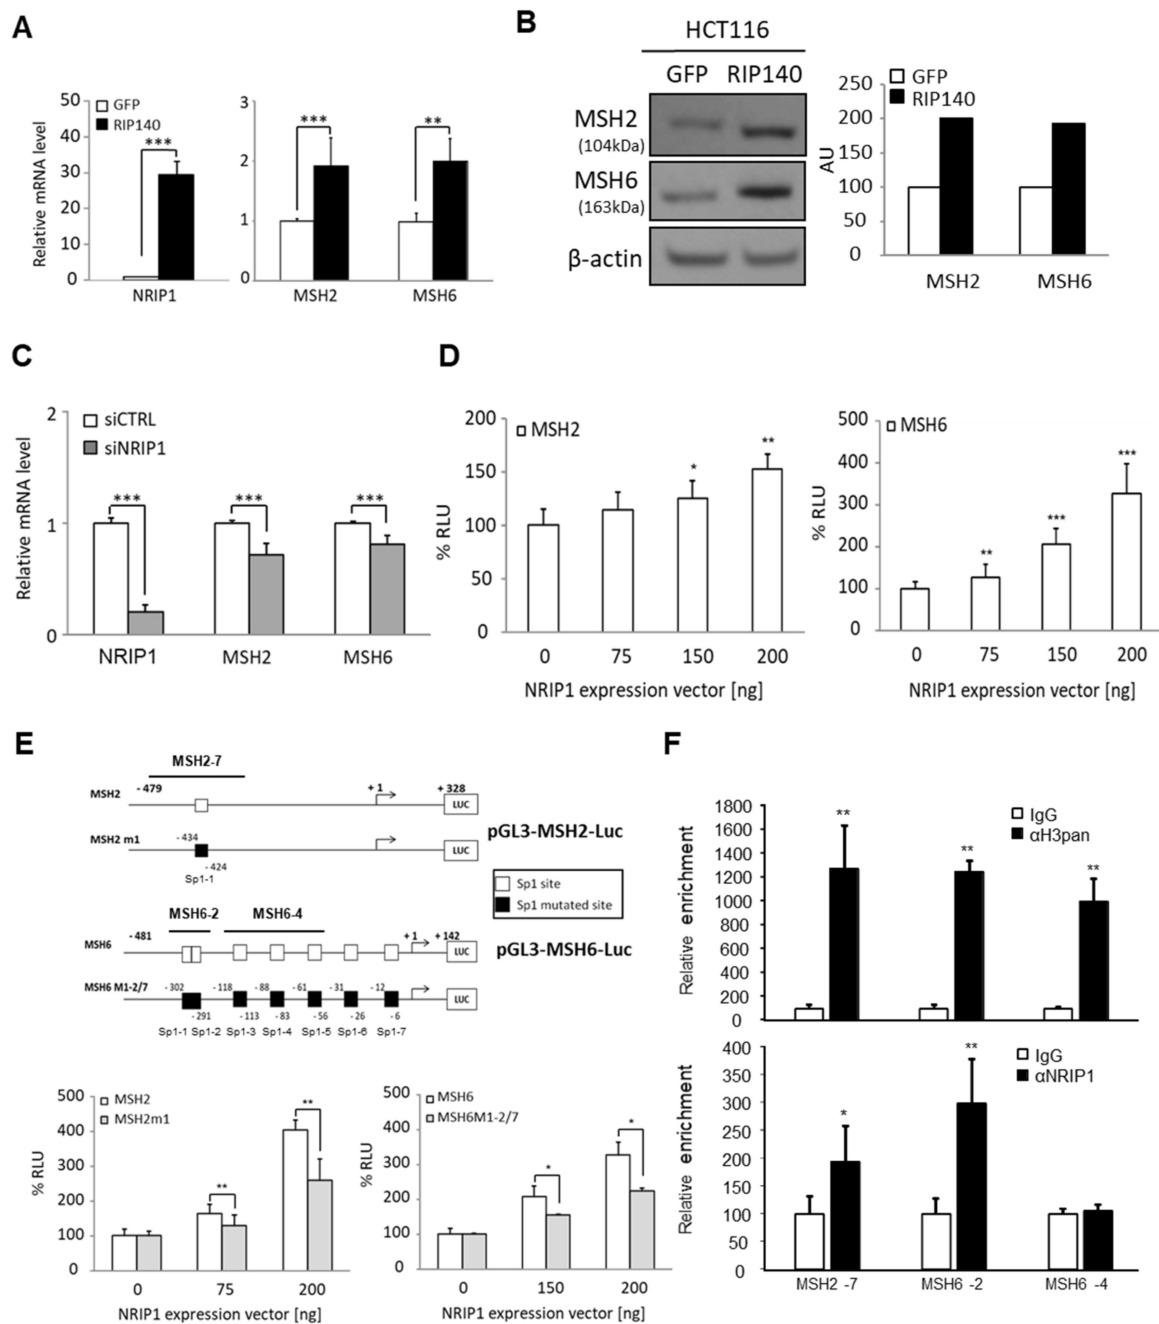 A
GFP
RIP140
Relative mRNA level
50
40
30
20
10
0
***
NRIP1
3
2
1
0
***
**
MSH2
MSH6
B
HCT116
GFP RIP140
MSH2
(104kDa)
MSH6
(163kDa)
β-actin
GFP
RIP140
AU
250
200
150
100
50
0
MSH2
MSH6
C
siCTRL
siNRIP1
Relative mRNA level
2
1
0
***
***
***
NRIP1
MSH2
MSH6
D
MSH2
% RLU
200
150
100
50
0
*
**
0 75 150 200
NRIP1 expression vector [ng]
MSH6
% RLU
500
400
300
200
100
0
**
***
***
0 75 150 200
NRIP1 expression vector [ng]
E
MSH2-7
MSH2
- 479
+ 1
+ 328
LUC
MSH2 m1
- 434
- 424
Sp1-1
LUC
pGL3-MSH2-Luc
Sp1 site
Sp1 mutated site
MSH6-2 MSH6-4
MSH6
- 481
+ 1
+ 142
LUC
pGL3-MSH6-Luc
MSH6 M1-2/7
- 302 - 118 - 88 - 61 - 31 - 12
LUC
- 291 - 113 - 83 - 56 - 26 - 6
Sp1-1 Sp1-2 Sp1-3 Sp1-4 Sp1-5 Sp1-6 Sp1-7
MSH2
MSH2m1
% RLU
500
400
300
200
100
0
**
**
0 75 200
NRIP1 expression vector [ng]
MSH6
MSH6M1-2/7
% RLU
500
400
300
200
100
0
*
*
0 150 200
NRIP1 expression vector [ng]
F
IgG
αH3pan
Relative enrichment
1800
1600
1400
1200
1000
800
600
400
200
0
**
**
**
IgG
αNRIP1
Relative enrichment
400
350
300
250
200
150
100
50
0
*
**
MSH2 -7 MSH6 -2 MSH6 -4